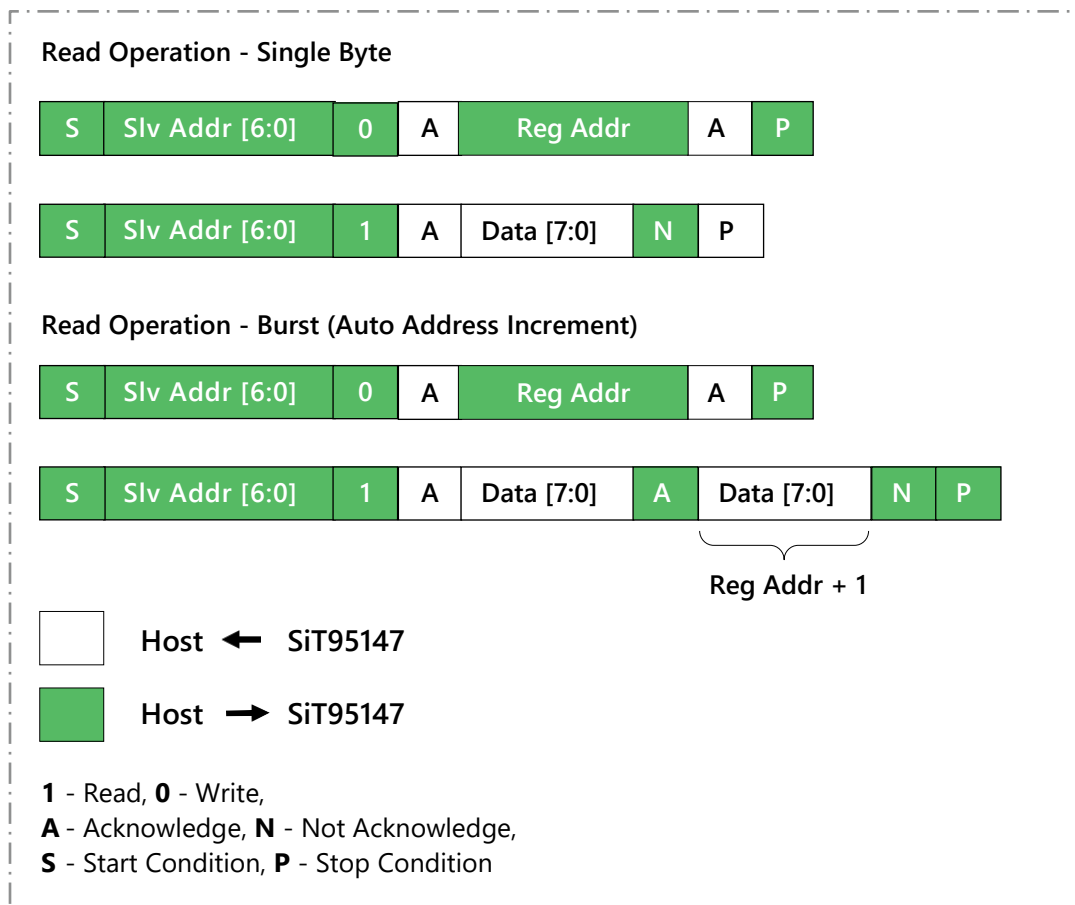 Read Operation - Single Byte
S Slv Addr [6:0] 0 A Reg Addr A P
S Slv Addr [6:0] 1 A Data [7:0] N P
Read Operation - Burst (Auto Address Increment)
S Slv Addr [6:0] 0 A Reg Addr A P
S Slv Addr [6:0] 1 A Data [7:0] A Data [7:0] N P
Reg Addr + 1
Host ← SiT95147
Host → SiT95147
1 - Read, 0 - Write,
A - Acknowledge, N - Not Acknowledge,
S - Start Condition, P - Stop Condition